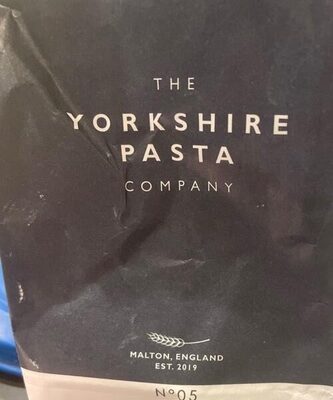 THE
YORKSHIRE
PASTA
COMPANY
MALTON, ENGLAND
EST. 2019
Nº05